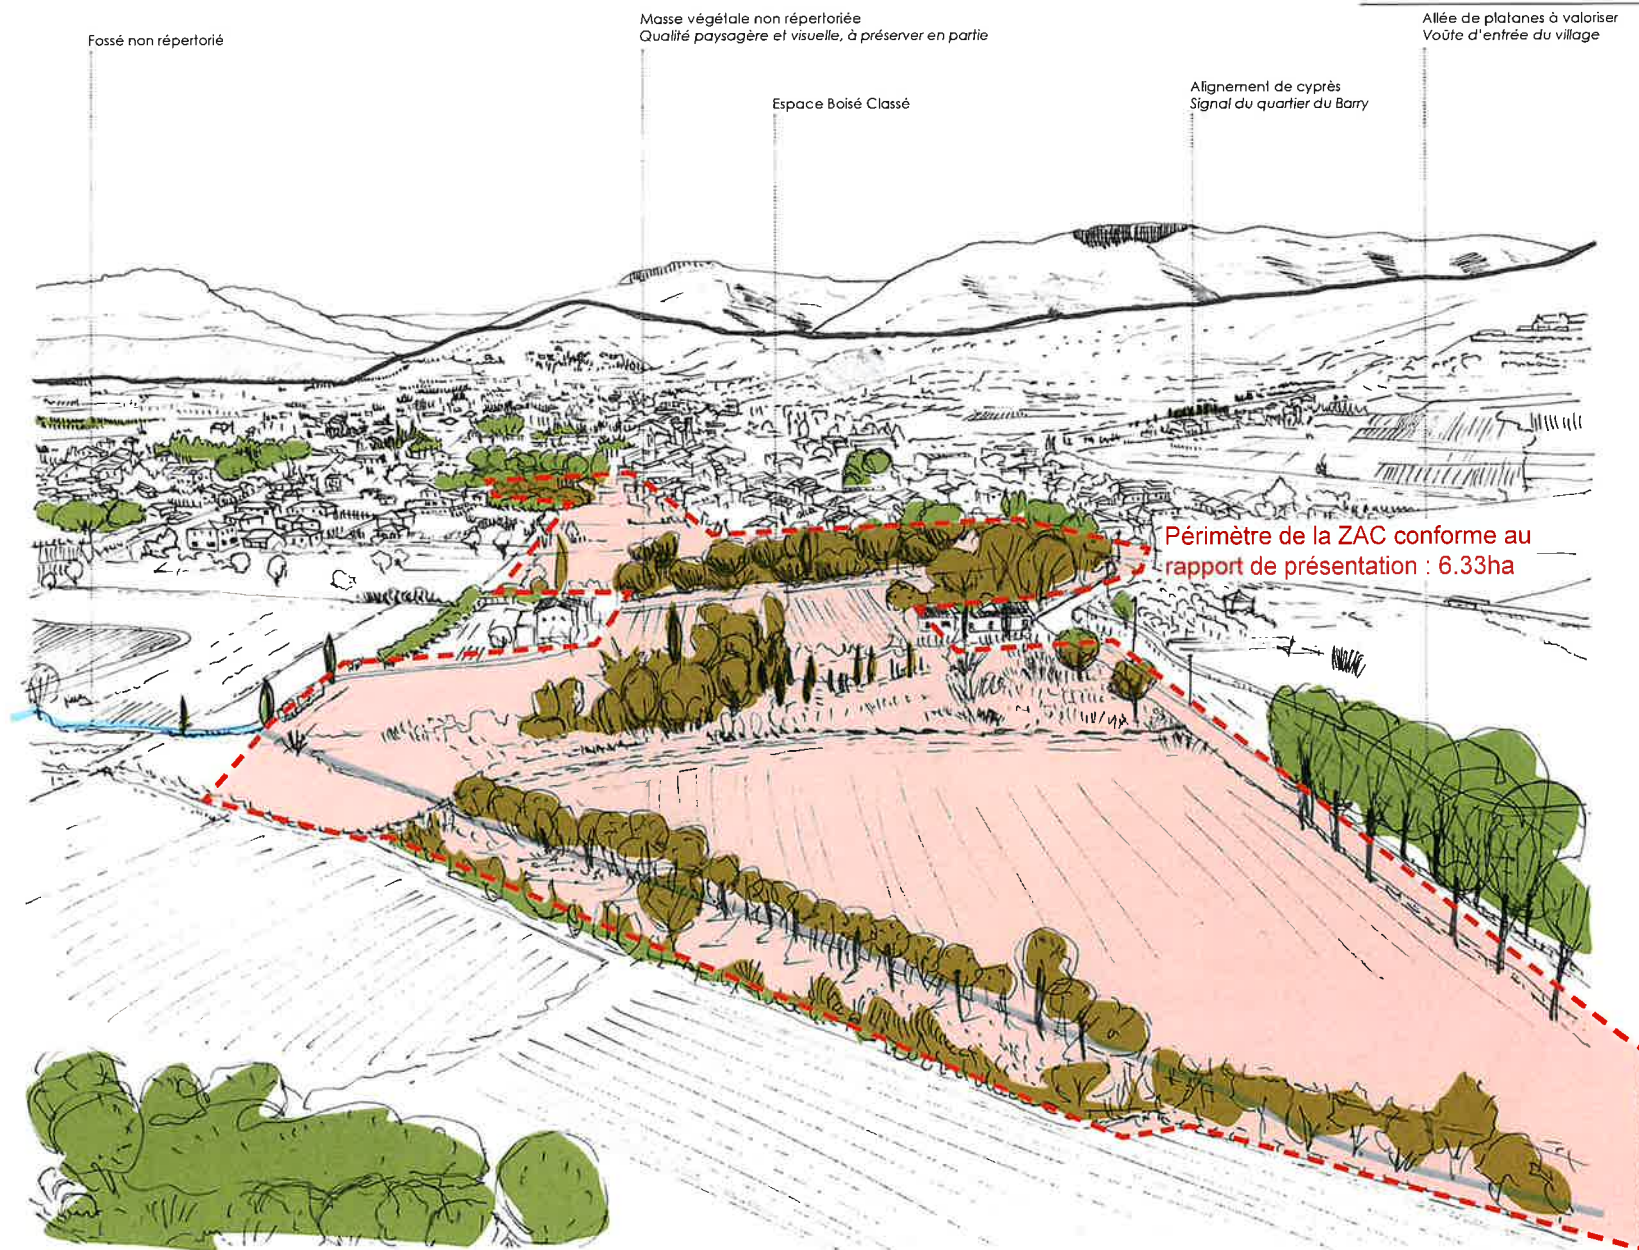 Fossé non répertorié
Masse végétale non répertoriée
Qualité paysagère et visuelle, à préserver en partie
Espace Boisé Classé
Alignement de cyprès
Signal du quartier du Barry
Allée de platanes à valoriser
Voûte d'entrée du village
Périmètre de la ZAC conforme au
rapport de présentation : 6.33ha